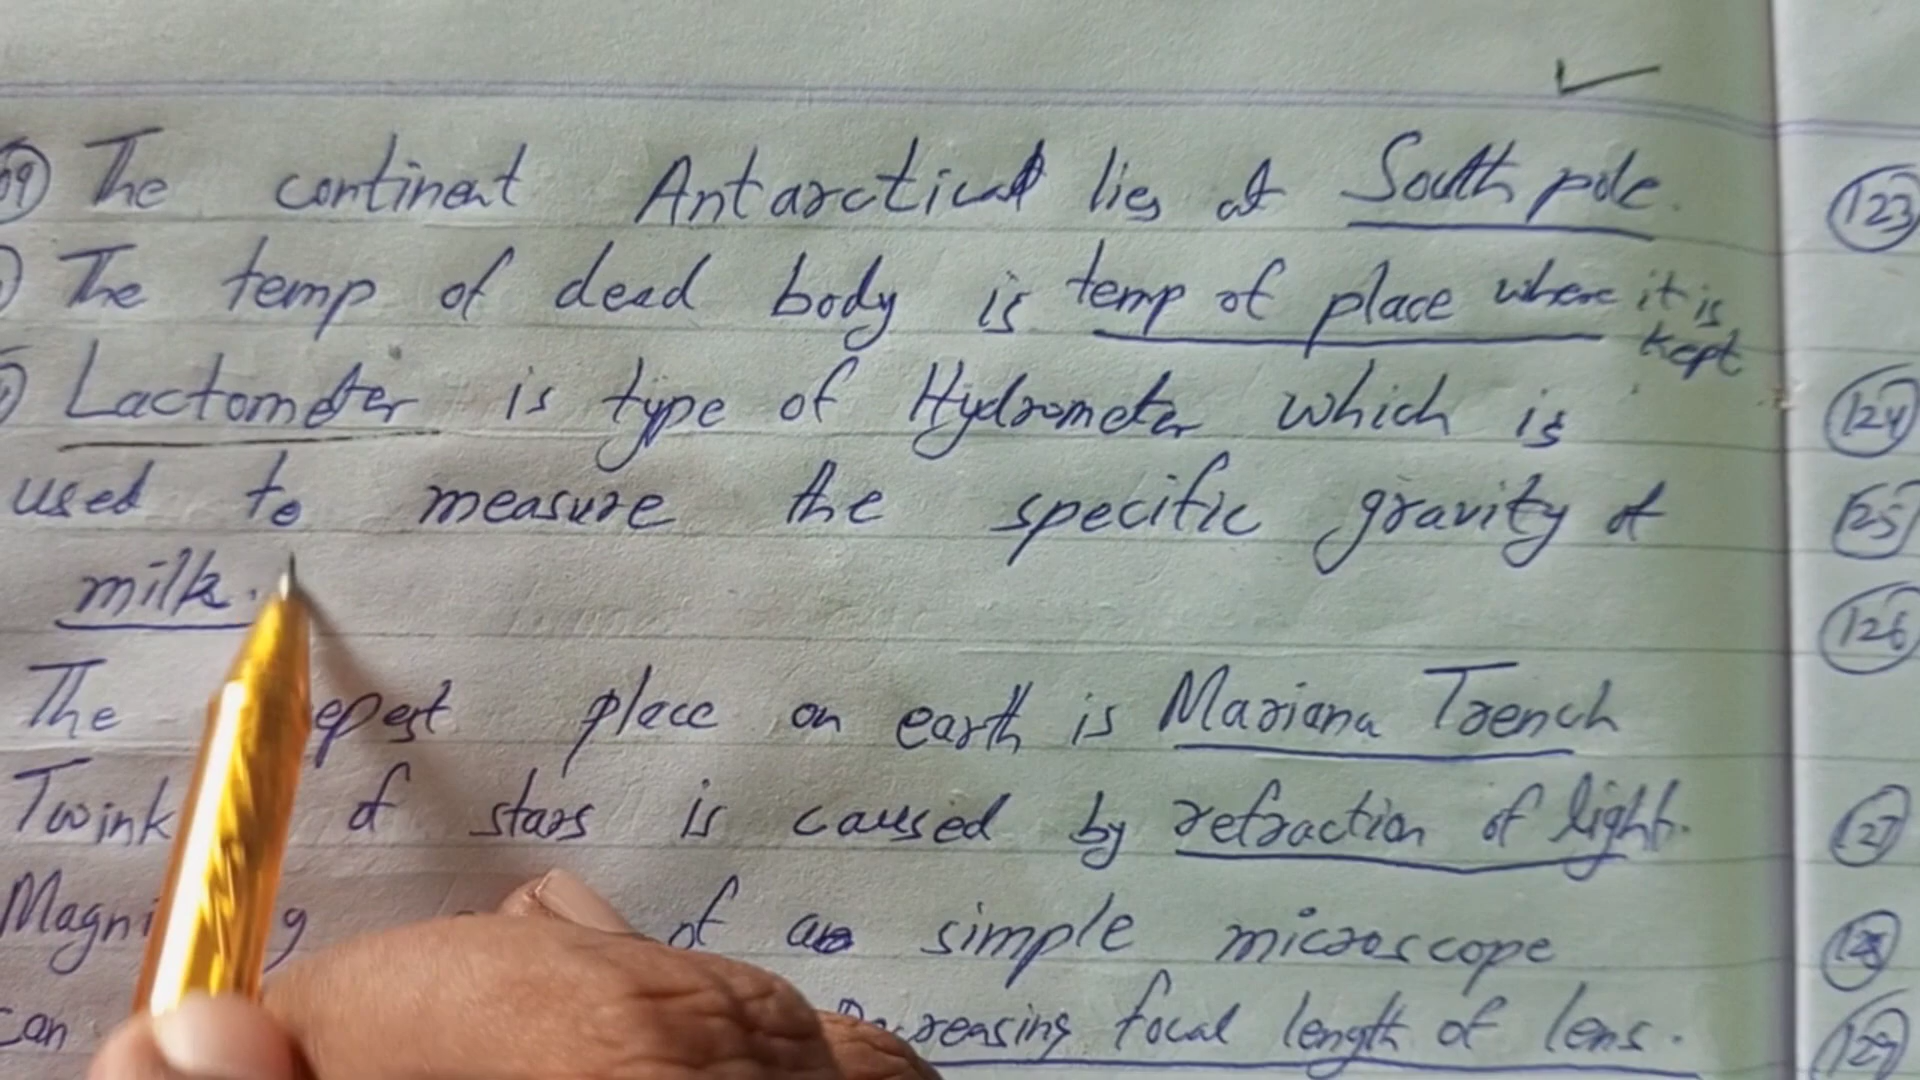 The continent Antarctica lies at South pole.
The temp of dead body is temp of place where it is
kept
Lactometer is type of Hydrometer which is
used to measure the specific gravity of
milk.
The place on earth is Mariana Trench
of stars is caused by refraction of light.
of a simple microscope
can focal length of lens.
123
124
125
126
127
128
129